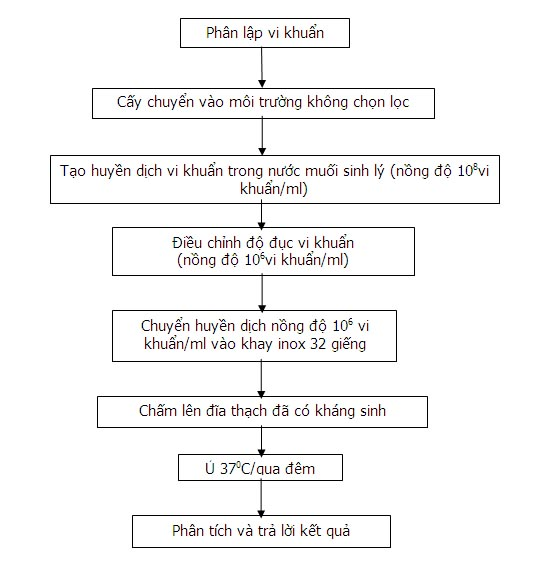 Phân lập vi khuẩn
Cấy chuyển vào môi trường không chọn lọc
Tạo huyền dịch vi khuẩn trong nước muối sinh lý (nồng độ 10⁸vi
khuẩn/ml)
Điều chỉnh độ đục vi khuẩn
(nồng độ 10⁶vi khuẩn/ml)
Chuyển huyền dịch nồng độ 10⁶ vi
khuẩn/ml vào khay inox 32 giếng
Chấm lên đĩa thạch đã có kháng sinh
Ủ 37⁰C/qua đêm
Phân tích và trả lời kết quả